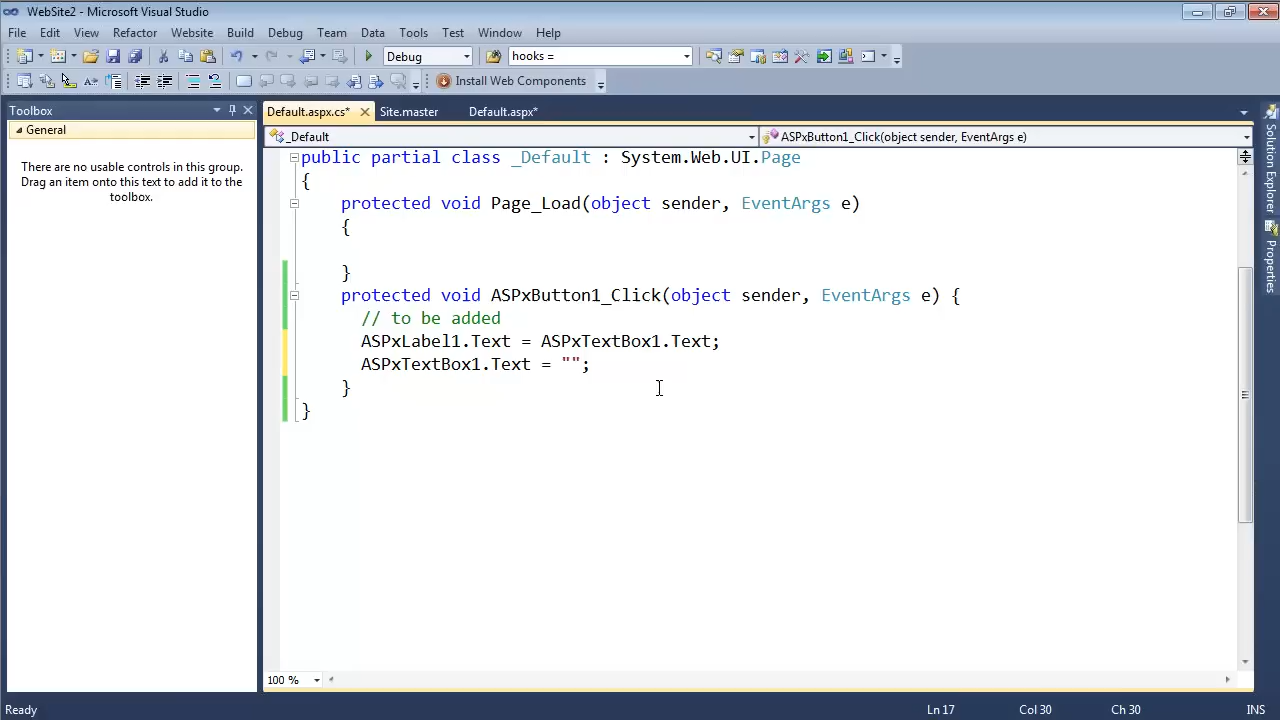 WebSite2 - Microsoft Visual Studio
File Edit View Refactor Website Build Debug Team Data Tools Test Window Help
Debug hooks =
Install Web Components
Toolbox
General
There are no usable controls in this group.
Drag an item onto this text to add it to the
toolbox.
Default.aspx.cs* Site.master Default.aspx*
_Default ASPxButton1_Click(object sender, EventArgs e)
public partial class _Default : System.Web.UI.Page
{
protected void Page_Load(object sender, EventArgs e)
{
}
protected void ASPxButton1_Click(object sender, EventArgs e) {
// to be added
ASPxLabel1.Text = ASPxTextBox1.Text;
ASPxTextBox1.Text = "";
}
}
Solution Explorer
Properties
100 %
Ready Ln 17 Col 30 Ch 30 INS